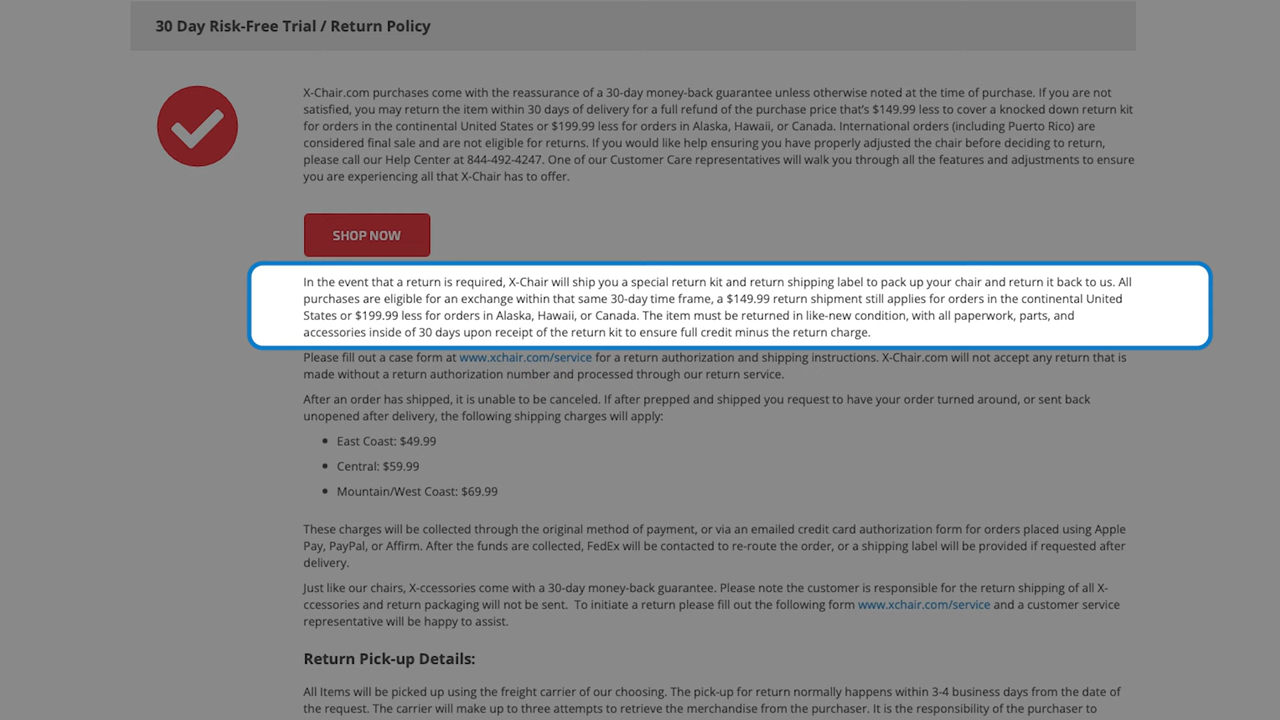 30 Day Risk-Free Trial / Return Policy
X-Chair.com purchases come with the reassurance of a 30-day money-back guarantee unless otherwise noted at the time of purchase. If you are not
satisfied, you may return the item within 30 days of delivery for a full refund of the purchase price that's $149.99 less to cover a knocked down return kit
for orders in the continental United States or $199.99 less for orders in Alaska, Hawaii, or Canada. International orders (including Puerto Rico) are
considered final sale and are not eligible for returns. If you would like help ensuring you have properly adjusted the chair before deciding to return,
please call our Help Center at 844-492-4247. One of our Customer Care representatives will walk you through all the features and adjustments to ensure
you are experiencing all that X-Chair has to offer.
SHOP NOW
In the event that a return is required, X-Chair will ship you a special return kit and return shipping label to pack up your chair and return it back to us. All
purchases are eligible for an exchange within that same 30-day time frame, a $149.99 return shipment still applies for orders in the continental United
States or $199.99 less for orders in Alaska, Hawaii, or Canada. The item must be returned in like-new condition, with all paperwork, parts, and
accessories inside of 30 days upon receipt of the return kit to ensure full credit minus the return charge.
Please fill out a case form at www.xchair.com/service for a return authorization and shipping instructions. X-Chair.com will not accept any return that is
made without a return authorization number and processed through our return service.
After an order has shipped, it is unable to be canceled. If after prepped and shipped you request to have your order turned around, or sent back
unopened after delivery, the following shipping charges will apply:
• East Coast: $49.99
• Central: $59.99
• Mountain/West Coast: $69.99
These charges will be collected through the original method of payment, or via an emailed credit card authorization form for orders placed using Apple
Pay, PayPal, or Affirm. After the funds are collected, FedEx will be contacted to re-route the order, or a shipping label will be provided if requested after
delivery.
Just like our chairs, X-ccessories come with a 30-day money-back guarantee. Please note the customer is responsible for the return shipping of all X-
ccessories and return packaging will not be sent.  To initiate a return please fill out the following form www.xchair.com/service and a customer service
representative will be happy to assist.
Return Pick-up Details:
All Items will be picked up using the freight carrier of our choosing. The pick-up for return normally happens within 3-4 business days from the date of
the request. The carrier will make up to three attempts to retrieve the merchandise from the purchaser. It is the responsibility of the purchaser to